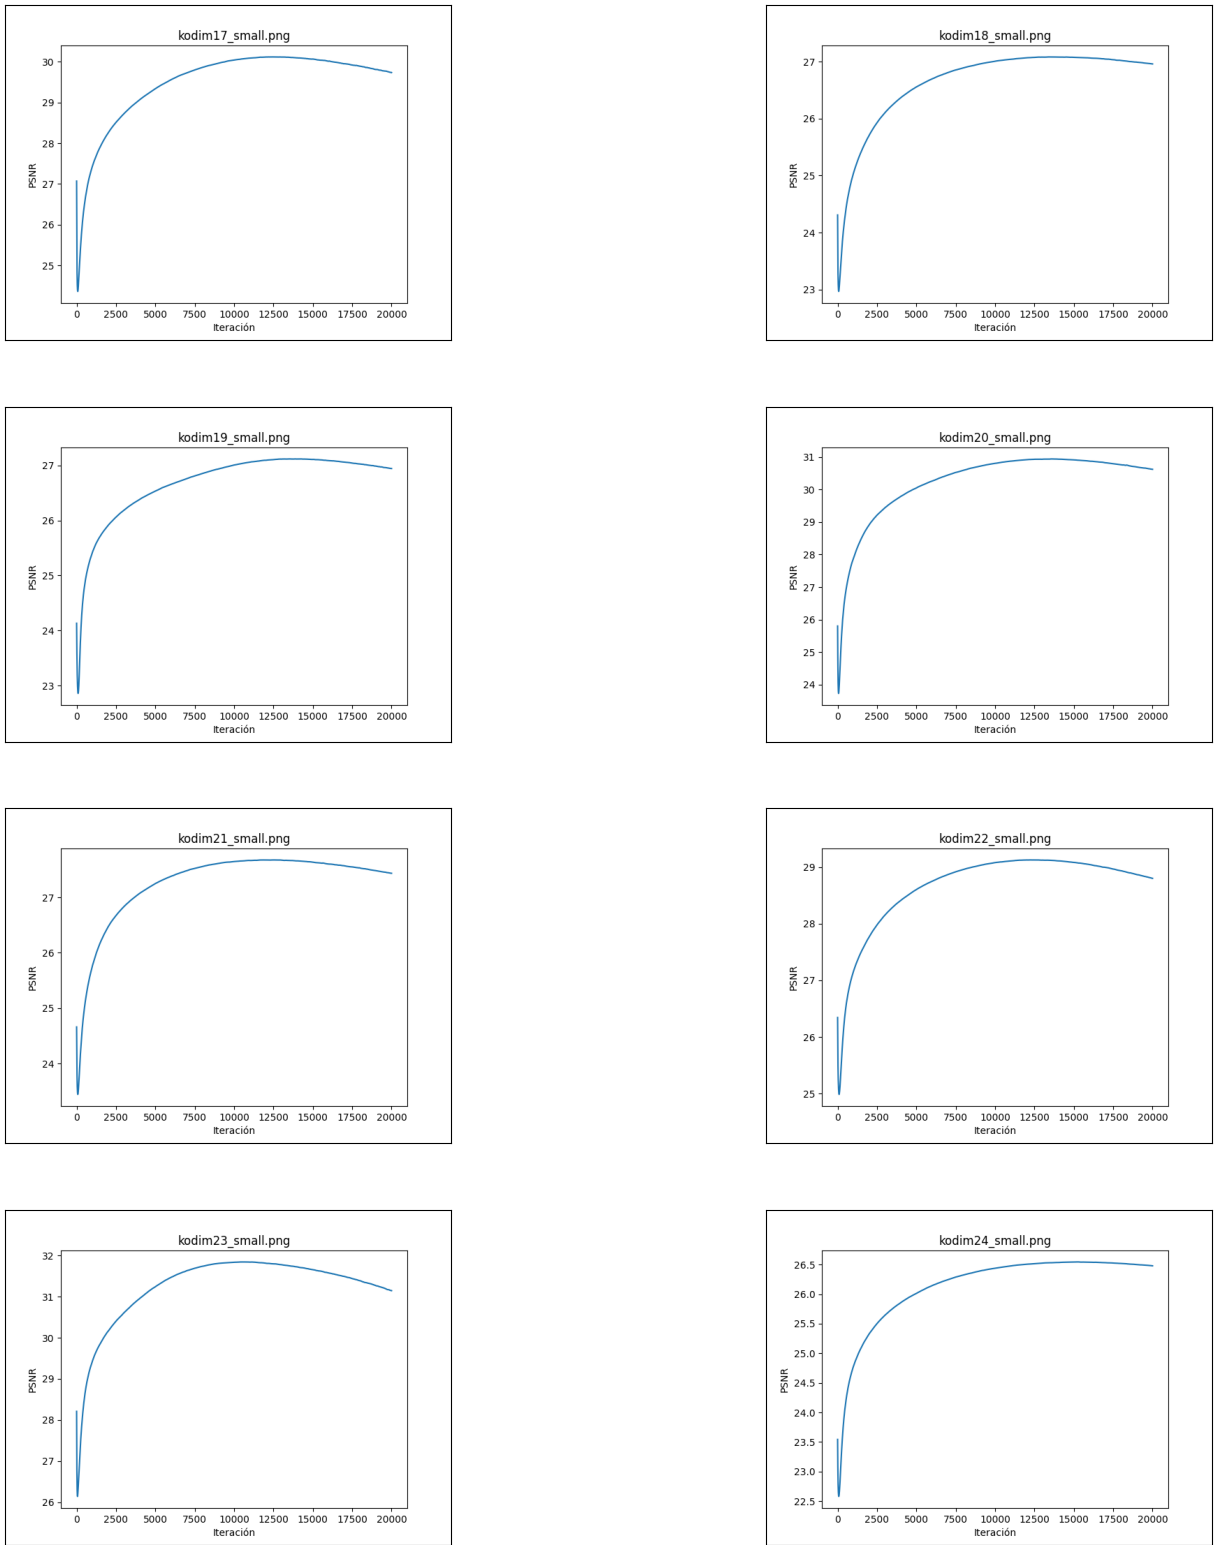 kodim17_small.png
30
29
28
27
26
25
PSNR
0 2500 5000 7500 10000 12500 15000 17500 20000
Iteración
kodim18_small.png
27
26
25
24
23
PSNR
0 2500 5000 7500 10000 12500 15000 17500 20000
Iteración
kodim19_small.png
27
26
25
24
23
PSNR
0 2500 5000 7500 10000 12500 15000 17500 20000
Iteración
kodim20_small.png
31
30
29
28
27
26
25
24
PSNR
0 2500 5000 7500 10000 12500 15000 17500 20000
Iteración
kodim21_small.png
27
26
25
24
PSNR
0 2500 5000 7500 10000 12500 15000 17500 20000
Iteración
kodim22_small.png
29
28
27
26
25
PSNR
0 2500 5000 7500 10000 12500 15000 17500 20000
Iteración
kodim23_small.png
32
31
30
29
28
27
26
PSNR
0 2500 5000 7500 10000 12500 15000 17500 20000
Iteración
kodim24_small.png
26.5
26.0
25.5
25.0
24.5
24.0
23.5
23.0
22.5
PSNR
0 2500 5000 7500 10000 12500 15000 17500 20000
Iteración